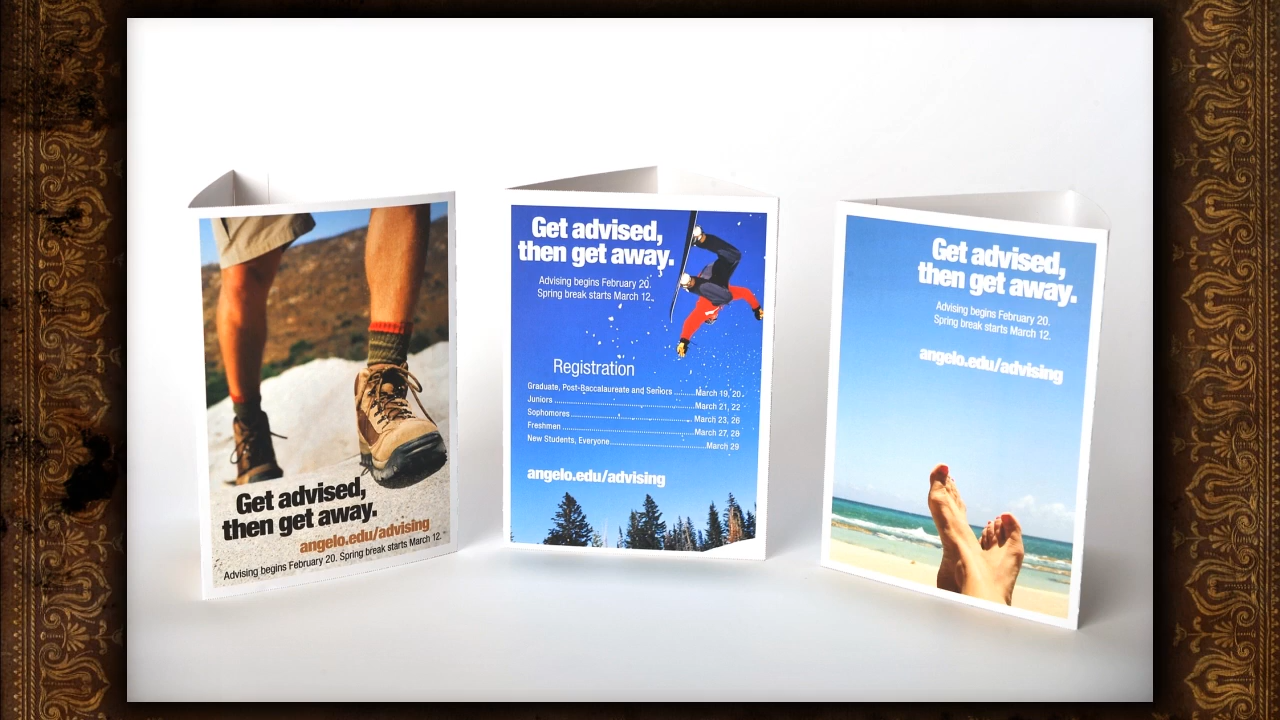 Get advised,
then get away.
angelo.edu/advising
Advising begins February 20. Spring break starts March 12.
Get advised,
then get away.
Advising begins February 20.
Spring break starts March 12.
Registration
Graduate, Post-Baccalaureate and Seniors ..........March 19, 20
Juniors ................................................................March 21, 22
Sophomores..........................................................March 23, 26
Freshmen ..............................................................March 27, 28
New Students, Everyone............................................March 29
angelo.edu/advising
Get advised,
then get away.
Advising begins February 20.
Spring break starts March 12.
angelo.edu/advising